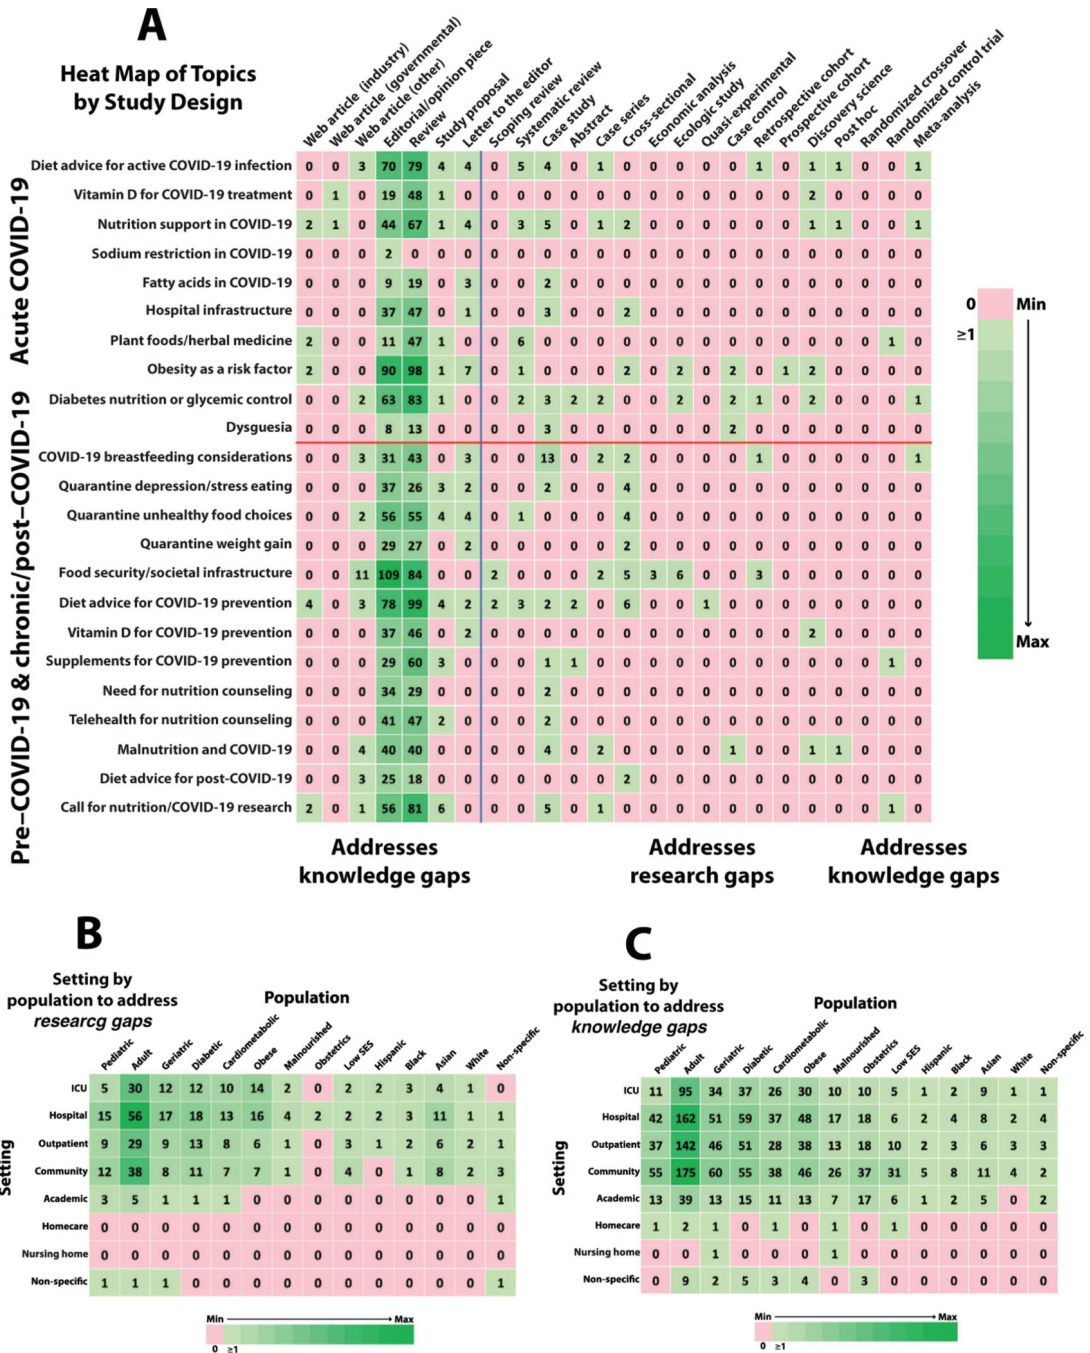 A
Heat Map of Topics
by Study Design
Web article (industry)
Web article (governmental)
Web article (other)
Editorial/opinion piece
Review
Study proposal
Letter to the editor
Scoping review
Systematic review
Case study
Abstract
Case series
Cross-sectional
Economic analysis
Ecologic study
Quasi-experimental
Case control
Retrospective cohort
Prospective cohort
Discovery science
Post hoc
Randomized crossover
Randomized control trial
Meta-analysis
Acute COVID-19
Pre-COVID-19 & chronic/post-COVID-19
Diet advice for active COVID-19 infection 0 0 3 70 79 4 4 0 5 4 0 1 0 0 0 0 0 1 0 1 1 0 0 1
Vitamin D for COVID-19 treatment 0 1 0 19 48 1 0 0 0 0 0 0 0 0 0 0 0 0 0 2 0 0 0 0
Nutrition support in COVID-19 2 1 0 44 67 1 4 0 3 5 0 1 2 0 0 0 0 0 0 1 1 0 0 1
Sodium restriction in COVID-19 0 0 0 2 0 0 0 0 0 0 0 0 0 0 0 0 0 0 0 0 0 0 0 0
Fatty acids in COVID-19 0 0 0 9 19 0 3 0 0 2 0 0 0 0 0 0 0 0 0 0 0 0 0 0
Hospital infrastructure 0 0 0 37 47 0 1 0 0 3 0 0 2 0 0 0 0 0 0 0 0 0 0 0
Plant foods/herbal medicine 2 0 0 11 47 1 0 0 6 0 0 0 0 0 0 0 0 0 0 0 0 0 1 0
Obesity as a risk factor 2 0 0 90 98 1 7 0 1 0 0 0 2 0 2 0 2 0 1 2 0 0 0 0
Diabetes nutrition or glycemic control 0 0 2 63 83 1 0 0 2 3 2 2 0 0 2 0 2 1 0 2 0 0 0 1
Dysguesia 0 0 0 8 13 0 0 0 0 3 0 0 0 0 0 0 2 0 0 0 0 0 0 0
COVID-19 breastfeeding considerations 0 0 3 31 43 0 3 0 0 13 0 2 2 0 0 0 0 1 0 0 0 0 0 1
Quarantine depression/stress eating 0 0 0 37 26 3 2 0 0 2 0 0 4 0 0 0 0 0 0 0 0 0 0 0
Quarantine unhealthy food choices 0 0 2 56 55 4 4 0 1 0 0 0 4 0 0 0 0 0 0 0 0 0 0 0
Quarantine weight gain 0 0 0 29 27 0 2 0 0 0 0 0 2 0 0 0 0 0 0 0 0 0 0 0
Food security/societal infrastructure 0 0 11 109 84 0 0 2 0 0 0 2 5 3 6 0 0 3 0 0 0 0 0 0
Diet advice for COVID-19 prevention 4 0 3 78 99 4 2 2 3 2 2 0 6 0 0 1 0 0 0 0 0 0 0 0
Vitamin D for COVID-19 prevention 0 0 0 37 46 0 2 0 0 0 0 0 0 0 0 0 0 0 0 2 0 0 0 0
Supplements for COVID-19 prevention 0 0 0 29 60 3 0 0 0 1 1 0 0 0 0 0 0 0 0 0 0 0 1 0
Need for nutrition counseling 0 0 0 34 29 0 0 0 0 2 0 0 0 0 0 0 0 0 0 0 0 0 0 0
Telehealth for nutrition counseling 0 0 0 41 47 2 0 0 0 2 0 0 0 0 0 0 0 0 0 0 0 0 0 0
Malnutrition and COVID-19 0 0 4 40 40 0 0 0 0 4 0 2 0 0 0 0 1 0 0 1 1 0 0 0
Diet advice for post-COVID-19 0 0 3 25 18 0 0 0 0 0 0 0 2 0 0 0 0 0 0 0 0 0 0 0
Call for nutrition/COVID-19 research 2 0 1 56 81 6 0 0 0 5 0 1 0 0 0 0 0 0 0 0 0 0 1 0
0 Min
≥1
Max
Addresses
knowledge gaps
Addresses
research gaps
Addresses
knowledge gaps
B
Setting by
population to address
researcg gaps
Population
Pediatric
Adult
Geriatric
Diabetic
Cardiometabolic
Obese
Malnourished
Obstetrics
Low SES
Hispanic
Black
Asian
White
Non-specific
Setting
ICU 5 30 12 12 10 14 2 0 2 2 3 4 1 0
Hospital 15 56 17 18 13 16 4 2 2 2 3 11 1 1
Outpatient 9 29 9 13 8 6 1 0 3 1 2 6 2 1
Community 12 38 8 11 7 7 1 0 4 0 1 8 2 3
Academic 3 5 1 1 1 0 0 0 0 0 0 0 0 1
Homecare 0 0 0 0 0 0 0 0 0 0 0 0 0 0
Nursing home 0 0 0 0 0 0 0 0 0 0 0 0 0 0
Non-specific 1 1 1 0 0 0 0 0 0 0 0 0 0 1
Min Max
0 ≥1
C
Setting by
population to address
knowledge gaps
Population
Pediatric
Adult
Geriatric
Diabetic
Cardiometabolic
Obese
Malnourished
Obstetrics
Low SES
Hispanic
Black
Asian
White
Non-specific
Setting
ICU 11 95 34 37 26 30 10 10 5 1 2 9 1 1
Hospital 42 162 51 59 37 48 17 18 6 2 4 8 2 4
Outpatient 37 142 46 51 28 38 13 18 10 2 3 6 3 3
Community 55 175 60 55 38 46 26 37 31 5 8 11 4 2
Academic 13 39 13 15 11 13 7 17 6 1 2 5 0 2
Homecare 1 2 1 0 1 0 1 0 1 0 0 0 0 0
Nursing home 0 0 1 0 0 0 1 0 0 0 0 0 0 0
Non-specific 0 9 2 5 3 4 0 3 0 0 0 0 0 0
Min Max
0 ≥1